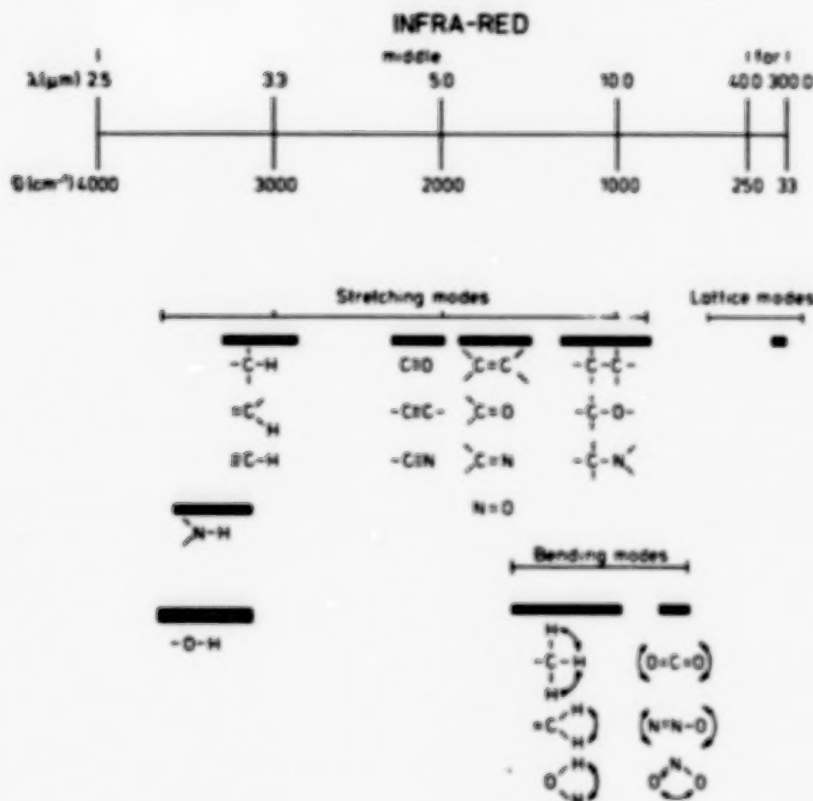 INFRA-RED
middle (far)
λ(μm) 2.5 3.3 5.0 10.0 40.0 300.0
ν̄(cm⁻¹) 4000 3000 2000 1000 250 33
Stretching modes Lattice modes
-C-H C≡O C=C -C-C-
=C H -C≡C- C=O -C-O-
≡C-H -C≡N C=N -C-N
N=O
N-H
Bending modes
-O-H
H
-C-H (O=C=O)
H
=C H H (N=N-O)
O H H O N O